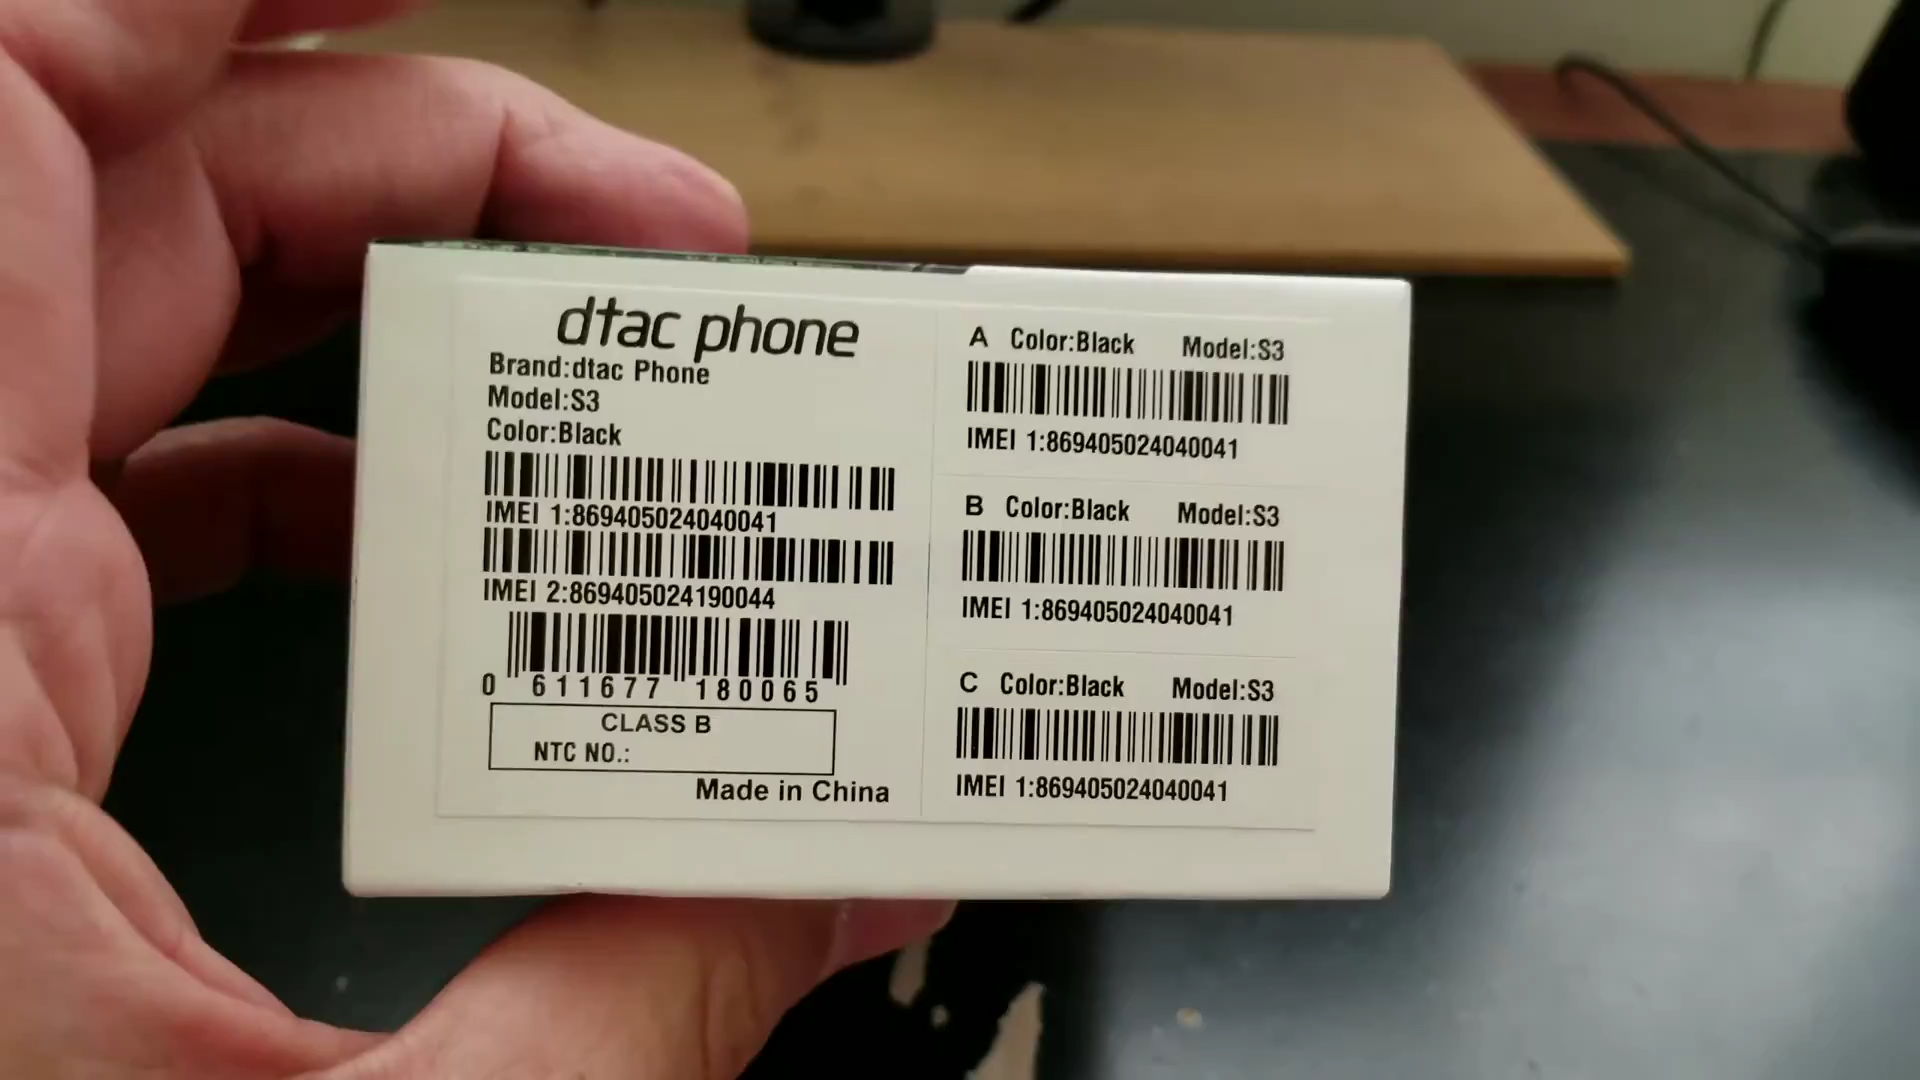 dtac phone
Brand:dtac Phone
Model:S3
Color:Black
IMEI 1:869405024040041
IMEI 2:869405024190044
0 611677 180065
CLASS B
NTC NO.:
Made in China
A Color:Black Model:S3
IMEI 1:869405024040041
B Color:Black Model:S3
IMEI 1:869405024040041
C Color:Black Model:S3
IMEI 1:869405024040041